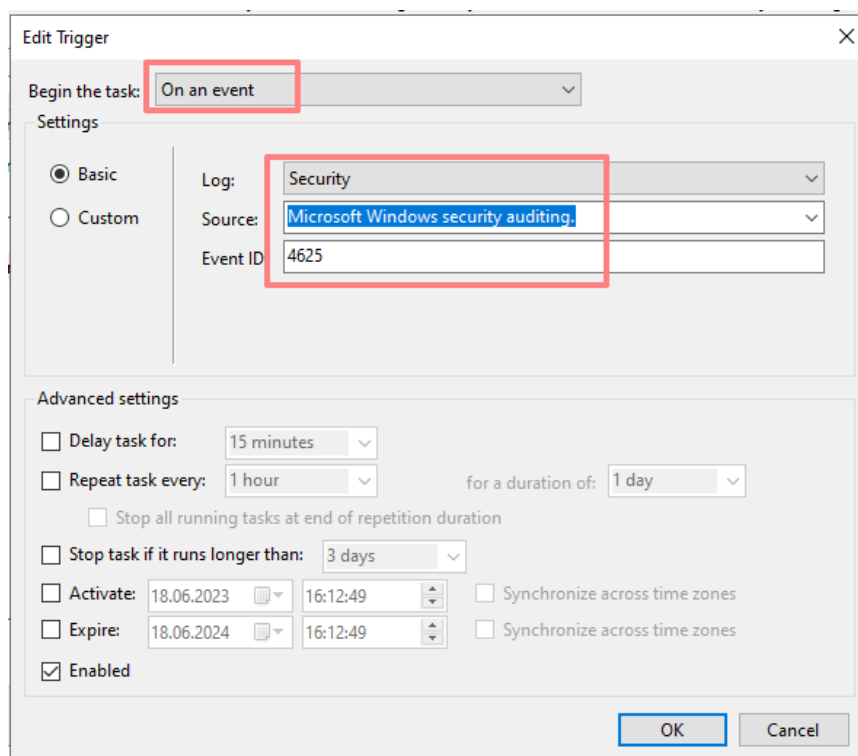 Edit Trigger
Begin the task: On an event
Settings
Basic
Custom
Log: Security
Source: Microsoft Windows security auditing.
Event ID 4625
Advanced settings
Delay task for: 15 minutes
Repeat task every: 1 hour for a duration of: 1 day
Stop all running tasks at end of repetition duration
Stop task if it runs longer than: 3 days
Activate: 18.06.2023 16:12:49 Synchronize across time zones
Expire: 18.06.2024 16:12:49 Synchronize across time zones
Enabled
OK Cancel